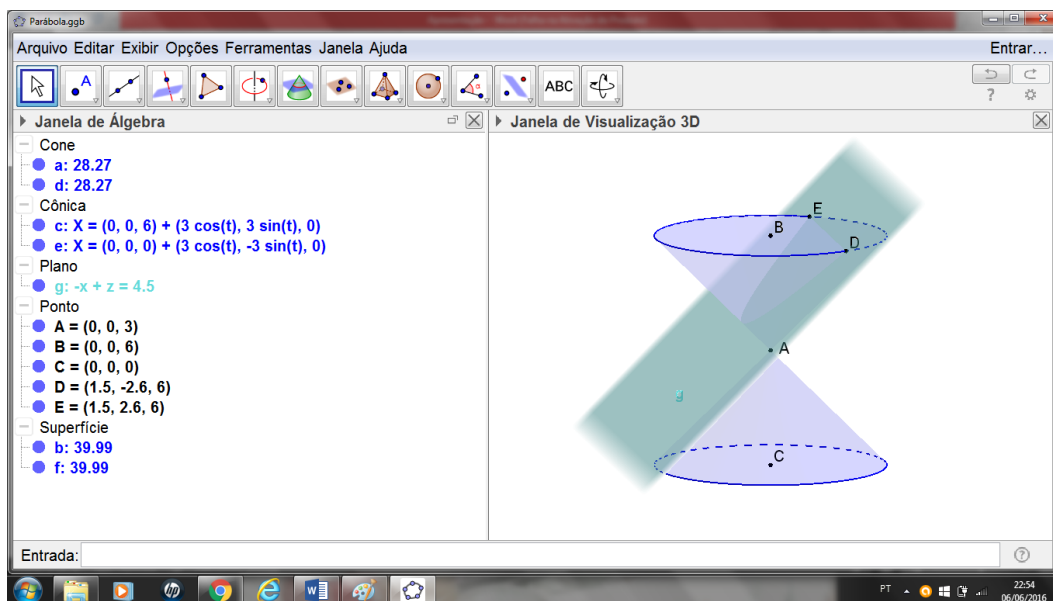 Parábola.ggb
Arquivo Editar Exibir Opções Ferramentas Janela Ajuda
Entrar...
A
ABC
?
Janela de Álgebra
Cone
a: 28.27
d: 28.27
Cônica
c: X = (0, 0, 6) + (3 cos(t), 3 sin(t), 0)
e: X = (0, 0, 0) + (3 cos(t), -3 sin(t), 0)
Plano
g: -x + z = 4.5
Ponto
A = (0, 0, 3)
B = (0, 0, 6)
C = (0, 0, 0)
D = (1.5, -2.6, 6)
E = (1.5, 2.6, 6)
Superfície
b: 39.99
f: 39.99
Janela de Visualização 3D
E
B
D
A
g
C
Entrada:
?
hp
W
PT
22:54
06/06/2016